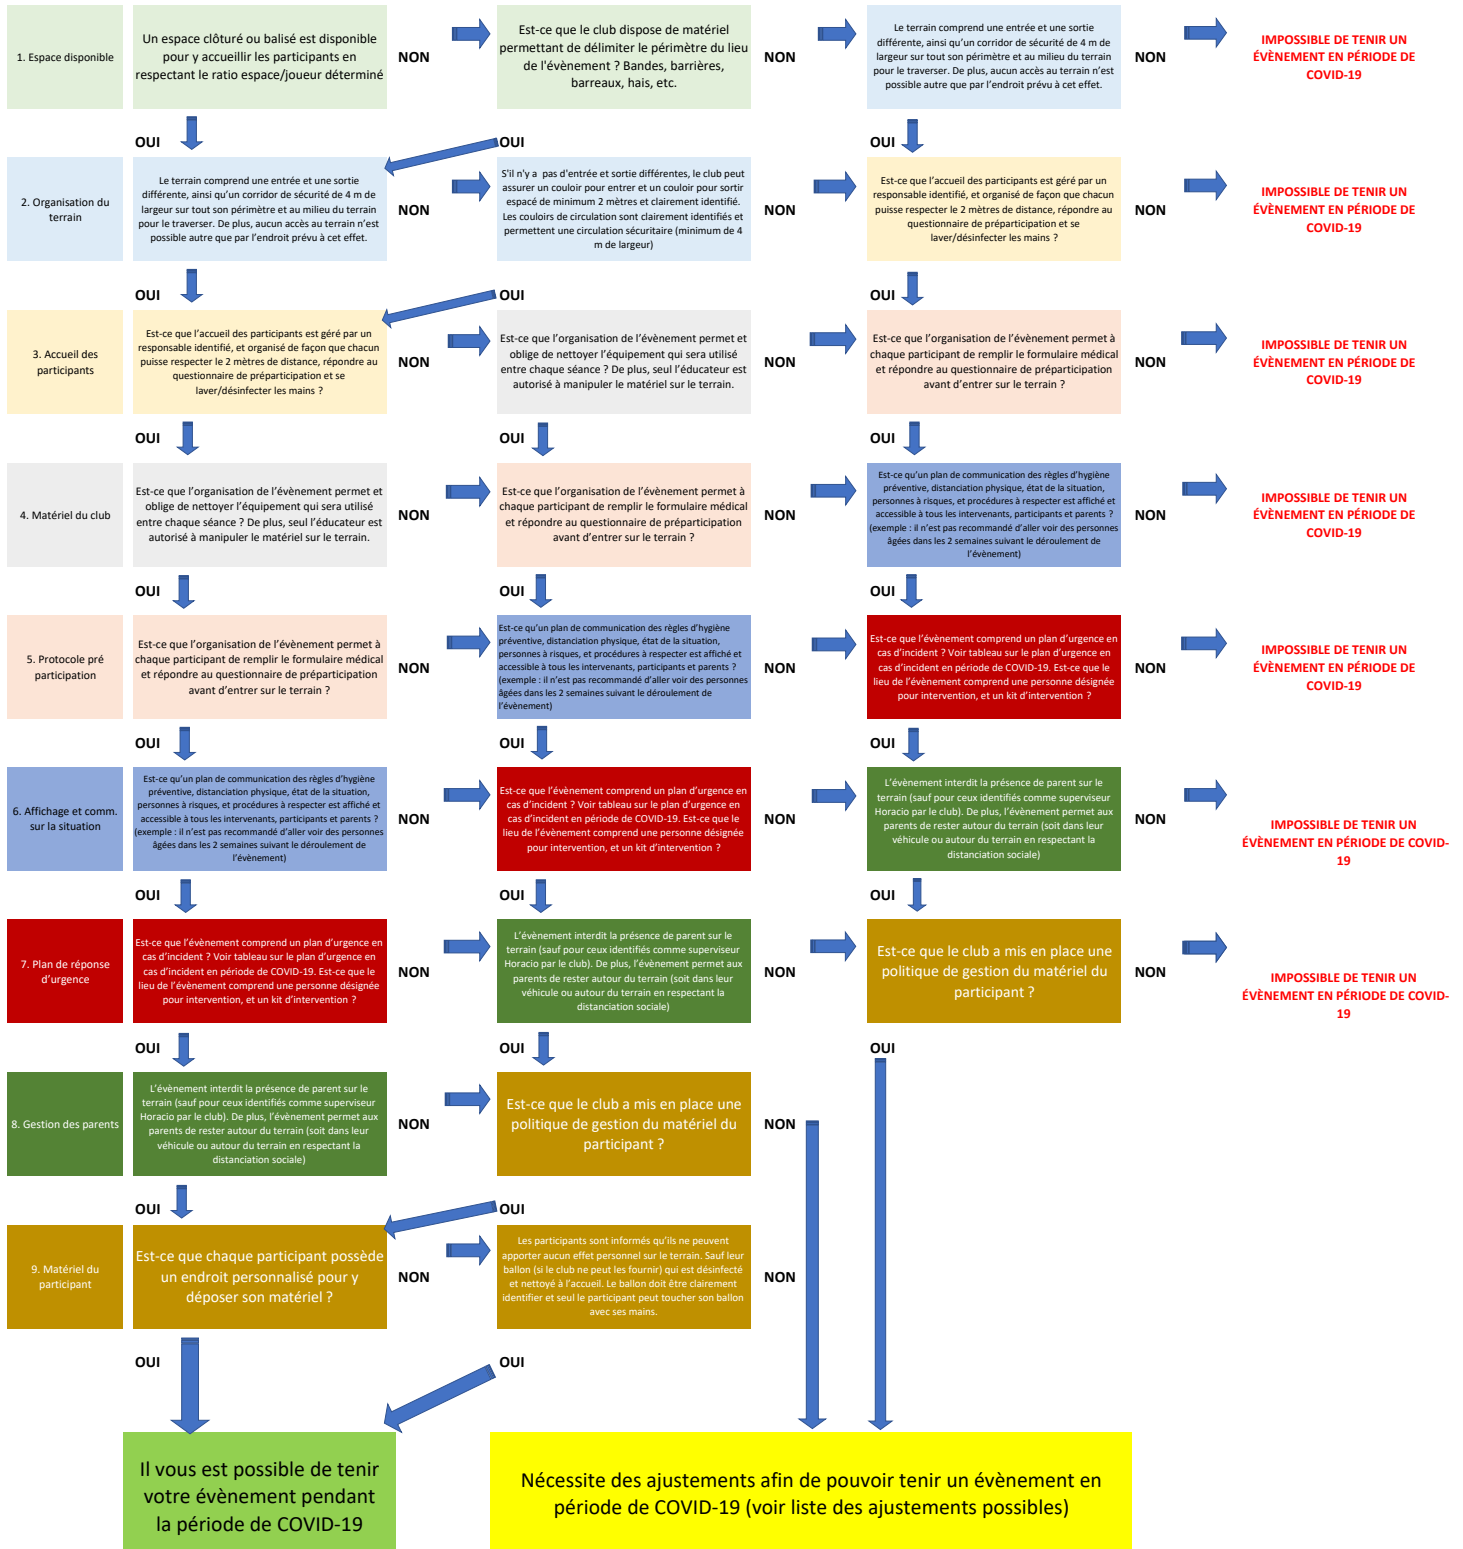 1. Espace disponible
Un espace clôturé ou balisé est disponible
pour y accueillir les participants en
respectant le ratio espace/joueur déterminé
NON
Est-ce que le club dispose de matériel
permettant de délimiter le périmètre du lieu
de l'évènement ? Bandes, barrières,
barreaux, hais, etc.
NON
Le terrain comprend une entrée et une sortie
différente, ainsi qu'un corridor de sécurité de 4 m de
largeur sur tout son périmètre et au milieu du terrain
pour le traverser. De plus, aucun accès au terrain n'est
possible autre que par l'endroit prévu à cet effet.
NON
IMPOSSIBLE DE TENIR UN
ÉVÈNEMENT EN PÉRIODE DE
COVID-19
OUI
OUI
OUI
2. Organisation du
terrain
Le terrain comprend une entrée et une sortie
différente, ainsi qu'un corridor de sécurité de 4 m de
largeur sur tout son périmètre et au milieu du terrain
pour le traverser. De plus, aucun accès au terrain n'est
possible autre que par l'endroit prévu à cet effet.
NON
S'il n'y a  pas d'entrée et sortie différentes, le club peut
assurer un couloir pour entrer et un couloir pour sortir
espacé de minimum 2 mètres et clairement identifié.
Les couloirs de circulation sont clairement identifiés et
permettent une circulation sécuritaire (minimum de 4
m de largeur)
NON
Est-ce que l'accueil des participants est géré par un
responsable identifié, et organisé de façon que chacun
puisse respecter le 2 mètres de distance, répondre au
questionnaire de préparticipation et se
laver/désinfecter les mains ?
NON
IMPOSSIBLE DE TENIR UN
ÉVÈNEMENT EN PÉRIODE DE
COVID-19
OUI
OUI
OUI
3. Accueil des
participants
Est-ce que l'accueil des participants est géré par un
responsable identifié, et organisé de façon que chacun
puisse respecter le 2 mètres de distance, répondre au
questionnaire de préparticipation et se
laver/désinfecter les mains ?
NON
Est-ce que l'organisation de l'évènement permet et
oblige de nettoyer l'équipement qui sera utilisé
entre chaque séance ? De plus, seul l'éducateur est
autorisé à manipuler le matériel sur le terrain.
NON
Est-ce que l'organisation de l'évènement permet à
chaque participant de remplir le formulaire médical
et répondre au questionnaire de préparticipation
avant d'entrer sur le terrain ?
NON
IMPOSSIBLE DE TENIR UN
ÉVÈNEMENT EN PÉRIODE DE
COVID-19
OUI
OUI
OUI
4. Matériel du club
Est-ce que l'organisation de l'évènement permet et
oblige de nettoyer l'équipement qui sera utilisé
entre chaque séance ? De plus, seul l'éducateur est
autorisé à manipuler le matériel sur le terrain.
NON
Est-ce que l'organisation de l'évènement permet à
chaque participant de remplir le formulaire médical
et répondre au questionnaire de préparticipation
avant d'entrer sur le terrain ?
NON
Est-ce qu'un plan de communication des règles d'hygiène
préventive, distanciation physique, état de la situation,
personnes à risques, et procédures à respecter est affiché et
accessible à tous les intervenants, participants et parents ?
(exemple : il n'est pas recommandé d'aller voir des personnes
âgées dans les 2 semaines suivant le déroulement de
l'évènement)
NON
IMPOSSIBLE DE TENIR UN
ÉVÈNEMENT EN PÉRIODE DE
COVID-19
OUI
OUI
OUI
5. Protocole pré
participation
Est-ce que l'organisation de l'évènement permet à
chaque participant de remplir le formulaire médical
et répondre au questionnaire de préparticipation
avant d'entrer sur le terrain ?
NON
Est-ce qu'un plan de communication des règles d'hygiène
préventive, distanciation physique, état de la situation,
personnes à risques, et procédures à respecter est affiché et
accessible à tous les intervenants, participants et parents ?
(exemple : il n'est pas recommandé d'aller voir des personnes
âgées dans les 2 semaines suivant le déroulement de
l'évènement)
NON
Est-ce que l'évènement comprend un plan d'urgence en
cas d'incident ? Voir tableau sur le plan d'urgence en
cas d'incident en période de COVID-19. Est-ce que le
lieu de l'évènement comprend une personne désignée
pour intervention, et un kit d'intervention ?
NON
IMPOSSIBLE DE TENIR UN
ÉVÈNEMENT EN PÉRIODE DE
COVID-19
OUI
OUI
OUI
6. Affichage et comm.
sur la situation
Est-ce qu'un plan de communication des règles d'hygiène
préventive, distanciation physique, état de la situation,
personnes à risques, et procédures à respecter est affiché et
accessible à tous les intervenants, participants et parents ?
(exemple : il n'est pas recommandé d'aller voir des personnes
âgées dans les 2 semaines suivant le déroulement de
l'évènement)
NON
Est-ce que l'évènement comprend un plan d'urgence en
cas d'incident ? Voir tableau sur le plan d'urgence en
cas d'incident en période de COVID-19. Est-ce que le
lieu de l'évènement comprend une personne désignée
pour intervention, et un kit d'intervention ?
NON
L'évènement interdit la présence de parent sur le
terrain (sauf pour ceux identifiés comme superviseur
Horacio par le club). De plus, l'évènement permet aux
parents de rester autour du terrain (soit dans leur
véhicule ou autour du terrain en respectant la
distanciation sociale)
NON
IMPOSSIBLE DE TENIR UN
ÉVÈNEMENT EN PÉRIODE DE COVID-
19
OUI
OUI
OUI
7. Plan de réponse
d'urgence
Est-ce que l'évènement comprend un plan d'urgence en
cas d'incident ? Voir tableau sur le plan d'urgence en
cas d'incident en période de COVID-19. Est-ce que le
lieu de l'évènement comprend une personne désignée
pour intervention, et un kit d'intervention ?
NON
L'évènement interdit la présence de parent sur le
terrain (sauf pour ceux identifiés comme superviseur
Horacio par le club). De plus, l'évènement permet aux
parents de rester autour du terrain (soit dans leur
véhicule ou autour du terrain en respectant la
distanciation sociale)
NON
Est-ce que le club a mis en place une
politique de gestion du matériel du
participant ?
NON
IMPOSSIBLE DE TENIR UN
ÉVÈNEMENT EN PÉRIODE DE COVID-
19
OUI
OUI
OUI
8. Gestion des parents
L'évènement interdit la présence de parent sur le
terrain (sauf pour ceux identifiés comme superviseur
Horacio par le club). De plus, l'évènement permet aux
parents de rester autour du terrain (soit dans leur
véhicule ou autour du terrain en respectant la
distanciation sociale)
NON
Est-ce que le club a mis en place une
politique de gestion du matériel du
participant ?
NON
OUI
OUI
9. Matériel du
participant
Est-ce que chaque participant possède
un endroit personnalisé pour y
déposer son matériel ?
NON
Les participants sont informés qu'ils ne peuvent
apporter aucun effet personnel sur le terrain. Sauf leur
ballon (si le club ne peut les fournir) qui est désinfecté
et nettoyé à l'accueil. Le ballon doit être clairement
identifier et seul le participant peut toucher son ballon
avec ses mains.
NON
OUI
OUI
Il vous est possible de tenir
votre évènement pendant
la période de COVID-19
Nécessite des ajustements afin de pouvoir tenir un évènement en
période de COVID-19 (voir liste des ajustements possibles)